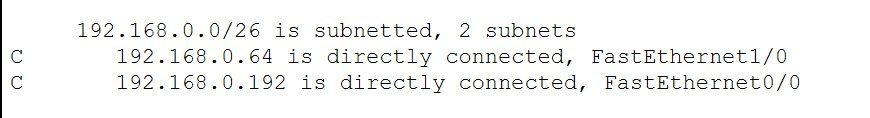 192.168.0.0/26 is subnetted, 2 subnets
C 192.168.0.64 is directly connected, FastEthernet1/0
C 192.168.0.192 is directly connected, FastEthernet0/0